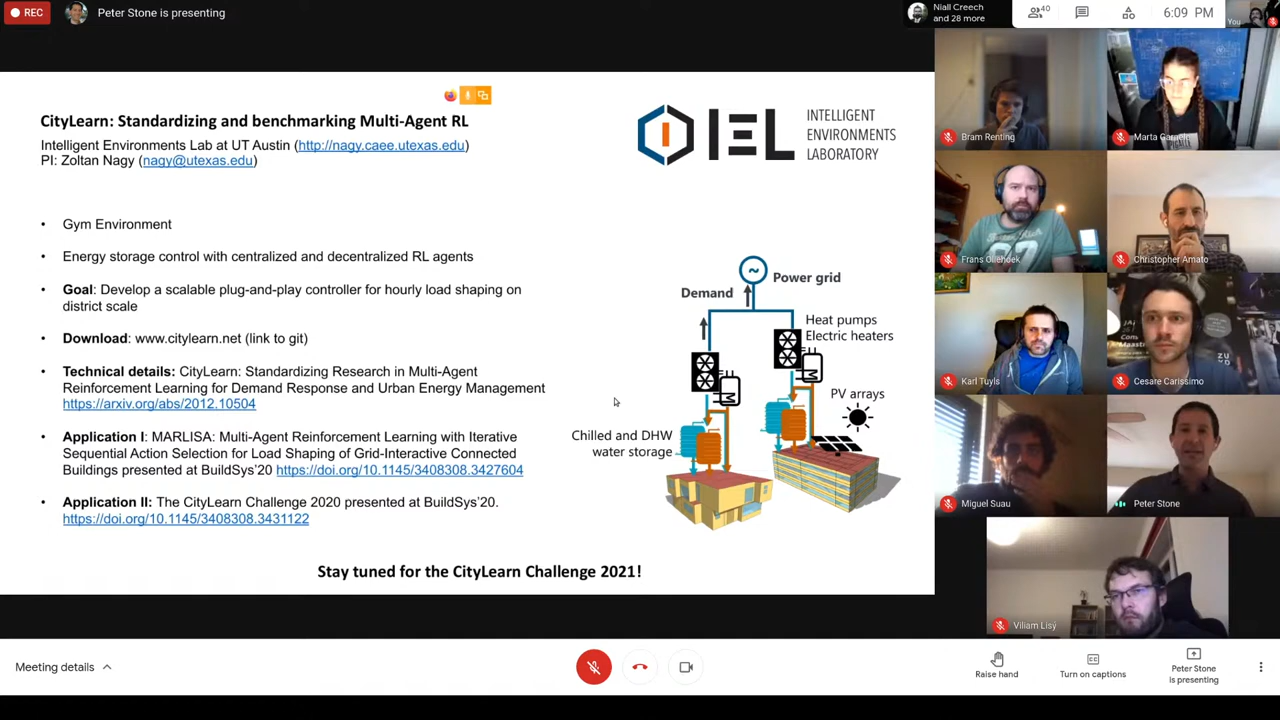 REC
Peter Stone is presenting
Niall Creech
and 28 more
40
6:09 PM
You
CityLearn: Standardizing and benchmarking Multi-Agent RL
Intelligent Environments Lab at UT Austin (http://nagy.caee.utexas.edu)
PI: Zoltan Nagy (nagy@utexas.edu)
IEL
INTELLIGENT
ENVIRONMENTS
LABORATORY
• Gym Environment
• Energy storage control with centralized and decentralized RL agents
• Goal: Develop a scalable plug-and-play controller for hourly load shaping on
district scale
• Download: www.citylearn.net (link to git)
• Technical details: CityLearn: Standardizing Research in Multi-Agent
Reinforcement Learning for Demand Response and Urban Energy Management
https://arxiv.org/abs/2012.10504
• Application I: MARLISA: Multi-Agent Reinforcement Learning with Iterative
Sequential Action Selection for Load Shaping of Grid-Interactive Connected
Buildings presented at BuildSys'20 https://doi.org/10.1145/3408308.3427604
• Application II: The CityLearn Challenge 2020 presented at BuildSys'20.
https://doi.org/10.1145/3408308.3431122
Power grid
Demand
Heat pumps
Electric heaters
PV arrays
Chilled and DHW
water storage
Stay tuned for the CityLearn Challenge 2021!
Bram Renting
Marta
Frans Oliehoek
Christopher Amato
Karl Tuyls
Cesare Carissimo
Miguel Suau
Peter Stone
Viliam Lisý
Meeting details
Raise hand
Turn on captions
Peter Stone
is presenting